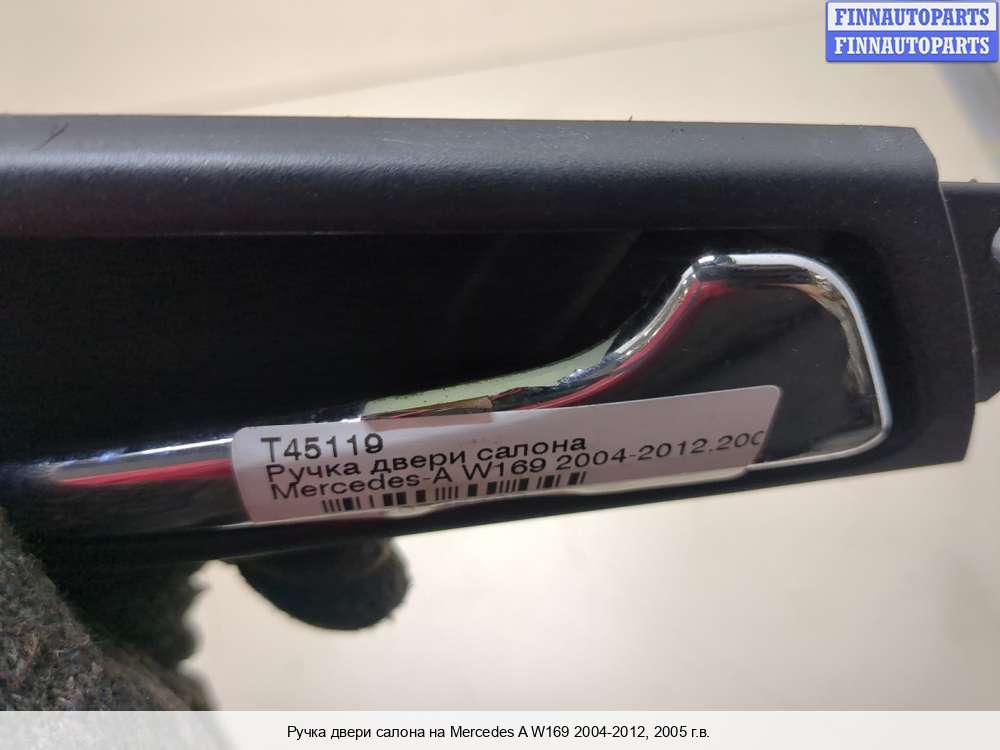 FINNAUTOPARTS
FINNAUTOPARTS
T45119
Ручка двери салона
Mercedes-A W169 2004-2012,200
Ручка двери салона на Mercedes A W169 2004-2012, 2005 г.в.